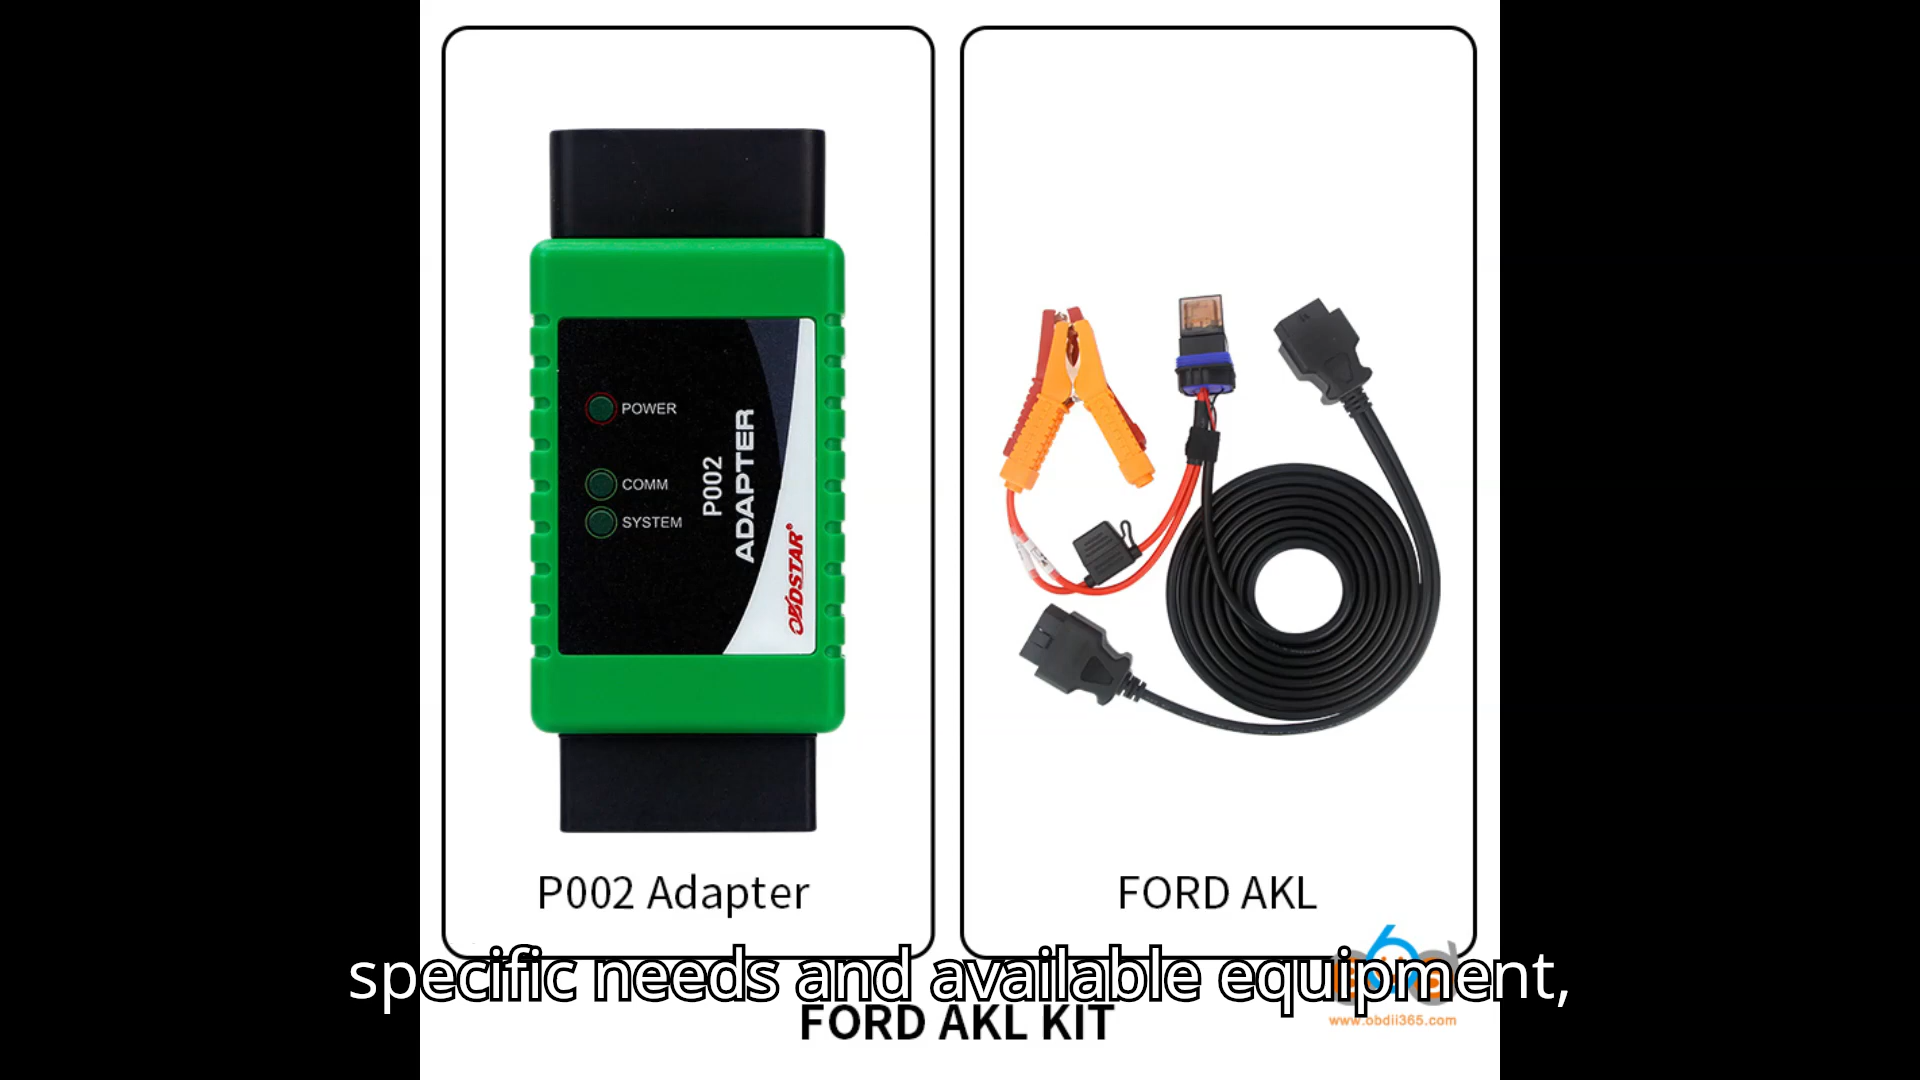 POWER
COMM
SYSTEM
P002
ADAPTER
OBDSTAR®
P002 Adapter
FORD AKL
specific needs and available equipment,
FORD AKL KIT
www.obdii365.com